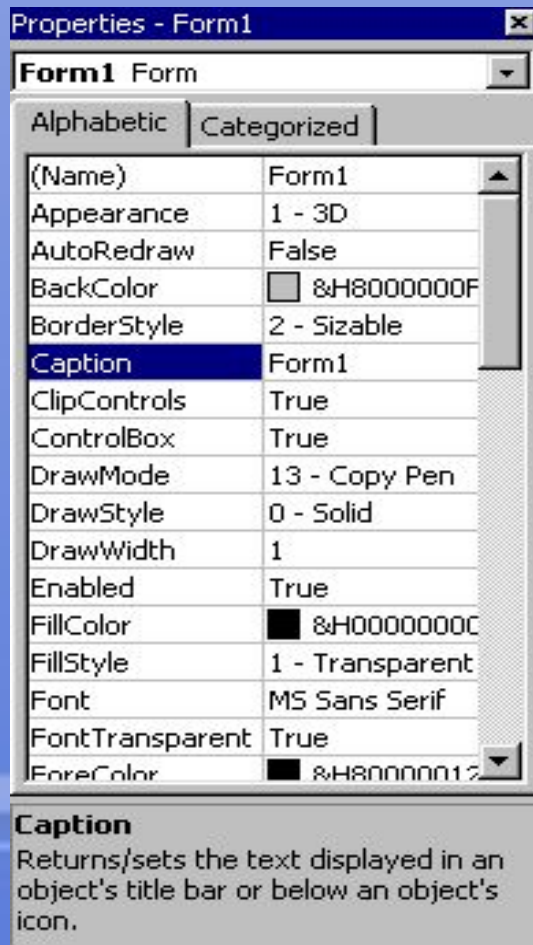 Properties - Form1
Form1 Form
Alphabetic Categorized
(Name) Form1
Appearance 1 - 3D
AutoRedraw False
BackColor &H8000000F
BorderStyle 2 - Sizable
Caption Form1
ClipControls True
ControlBox True
DrawMode 13 - Copy Pen
DrawStyle 0 - Solid
DrawWidth 1
Enabled True
FillColor &H0000000
FillStyle 1 - Transparent
Font MS Sans Serif
FontTransparent True
ForeColor &H80000012
Caption
Returns/sets the text displayed in an
object's title bar or below an object's
icon.